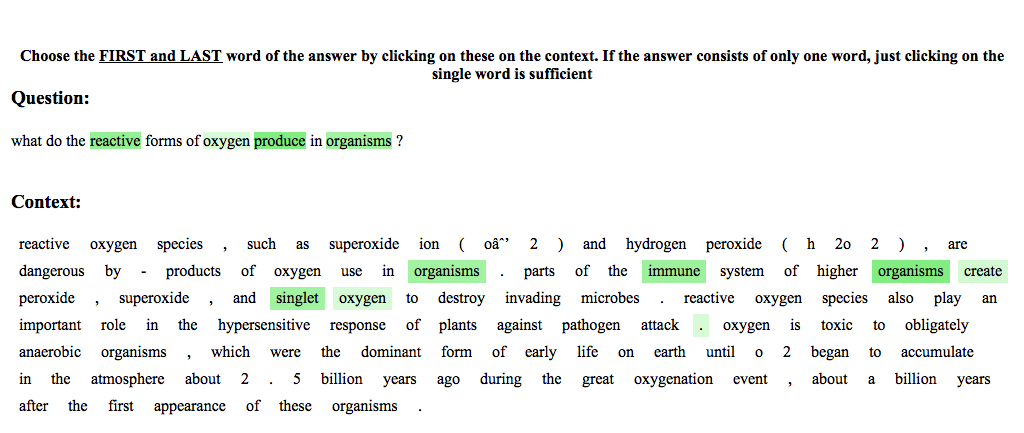 Choose the FIRST and LAST word of the answer by clicking on these on the context. If the answer consists of only one word, just clicking on the
single word is sufficient
Question:
what do the reactive forms of oxygen produce in organisms ?
Context:
reactive oxygen species , such as superoxide ion ( oâˆ’ 2 ) and hydrogen peroxide ( h 2o 2 ) , are
dangerous by - products of oxygen use in organisms . parts of the immune system of higher organisms create
peroxide , superoxide , and singlet oxygen to destroy invading microbes . reactive oxygen species also play an
important role in the hypersensitive response of plants against pathogen attack . oxygen is toxic to obligately
anaerobic organisms , which were the dominant form of early life on earth until o 2 began to accumulate
in the atmosphere about 2 . 5 billion years ago during the great oxygenation event , about a billion years
after the first appearance of these organisms .